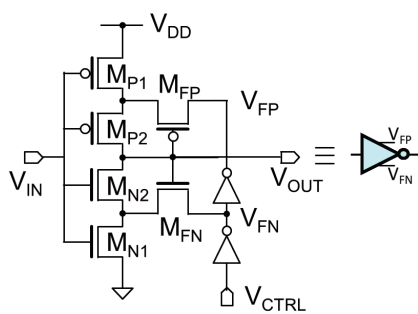 V_DD
M_P1
M_FP
V_FP
M_P2
V_IN
V_OUT
V_FP
V_FN
M_N2
M_FN
V_FN
M_N1
V_CTRL